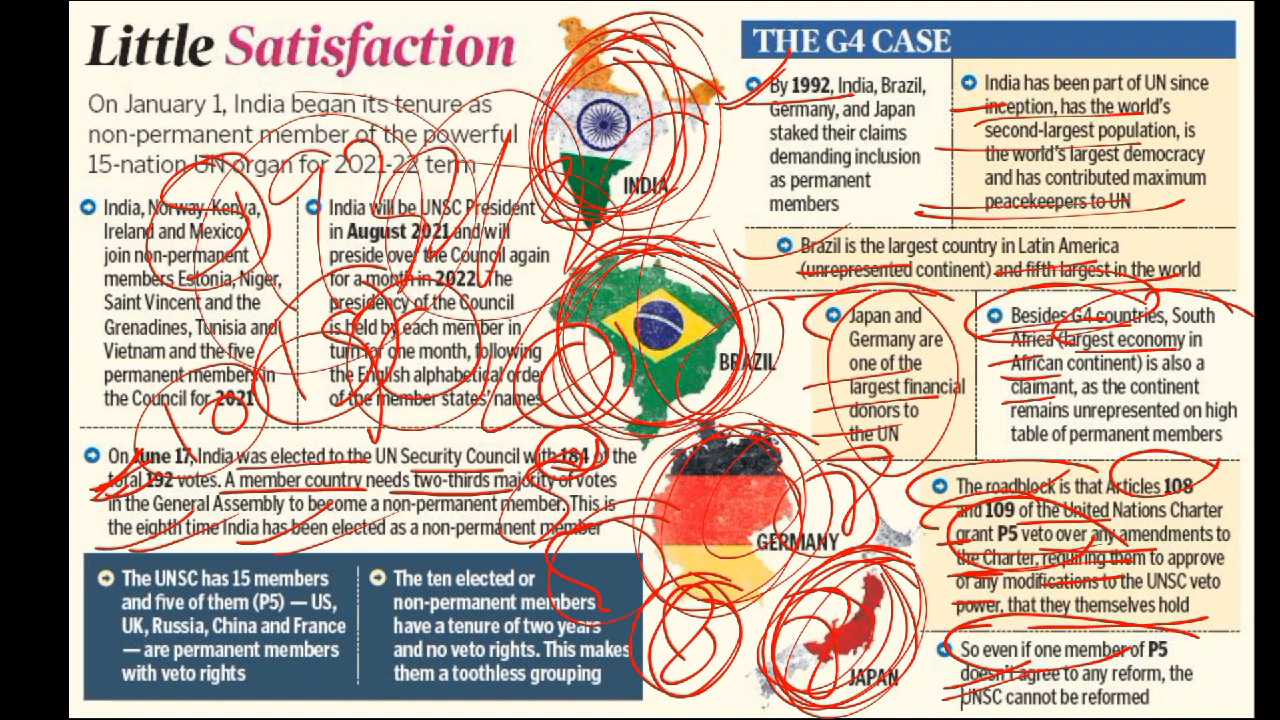 Little Satisfaction
On January 1, India began its tenure as
non-permanent member of the powerful
15-nation UN organ for 2021-22 term
India, Norway, Kenya,
Ireland and Mexico
join non-permanent
members Estonia, Niger,
Saint Vincent and the
Grenadines, Tunisia and
Vietnam and the five
permanent members in
the Council for 2021
India will be UNSC President
in August 2021 and will
preside over the Council again
for a month in 2022. The
presidency of the Council
is held by each member in
turn for one month, following
the English alphabetical order
of the member states' names
On June 17, India was elected to the UN Security Council with 184 of the
total 192 votes. A member country needs two-thirds majority of votes
in the General Assembly to become a non-permanent member. This is
the eighth time India has been elected as a non-permanent member
The UNSC has 15 members
and five of them (P5) — US,
UK, Russia, China and France
— are permanent members
with veto rights
The ten elected or
non-permanent members
have a tenure of two years
and no veto rights. This makes
them a toothless grouping
INDIA
BRAZIL
GERMANY
JAPAN
THE G4 CASE
By 1992, India, Brazil,
Germany, and Japan
staked their claims
demanding inclusion
as permanent
members
India has been part of UN since
inception, has the world's
second-largest population, is
the world's largest democracy
and has contributed maximum
peacekeepers to UN
Brazil is the largest country in Latin America
(unrepresented continent) and fifth largest in the world
Japan and
Germany are
one of the
largest financial
donors to
the UN
Besides G4 countries, South
Africa (largest economy in
African continent) is also a
claimant, as the continent
remains unrepresented on high
table of permanent members
The roadblock is that Articles 108
and 109 of the United Nations Charter
grant P5 veto over any amendments to
the Charter, requiring them to approve
of any modifications to the UNSC veto
power, that they themselves hold
So even if one member of P5
doesn't agree to any reform, the
UNSC cannot be reformed